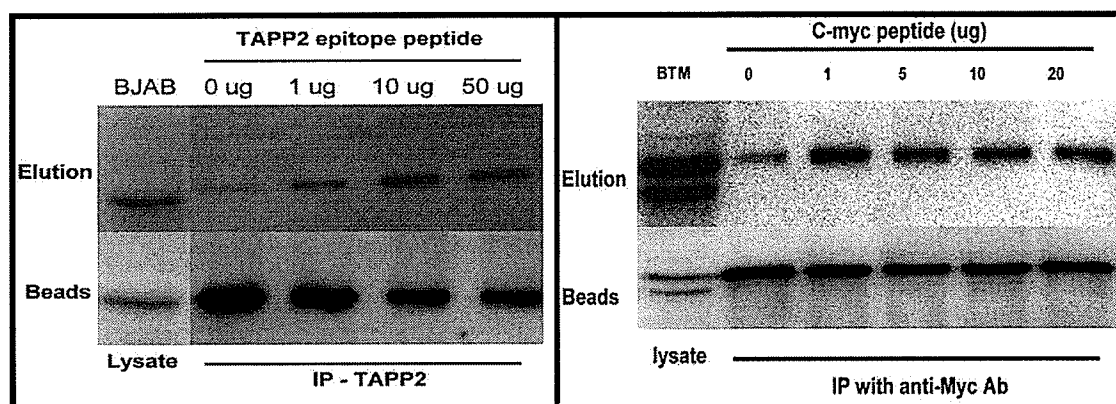 TAPP2 epitope peptide
BJAB 0 ug 1 ug 10 ug 50 ug
Elution
Beads
Lysate
IP - TAPP2
C-myc peptide (ug)
BTM 0 1 5 10 20
Elution
Beads
lysate
IP with anti-Myc Ab